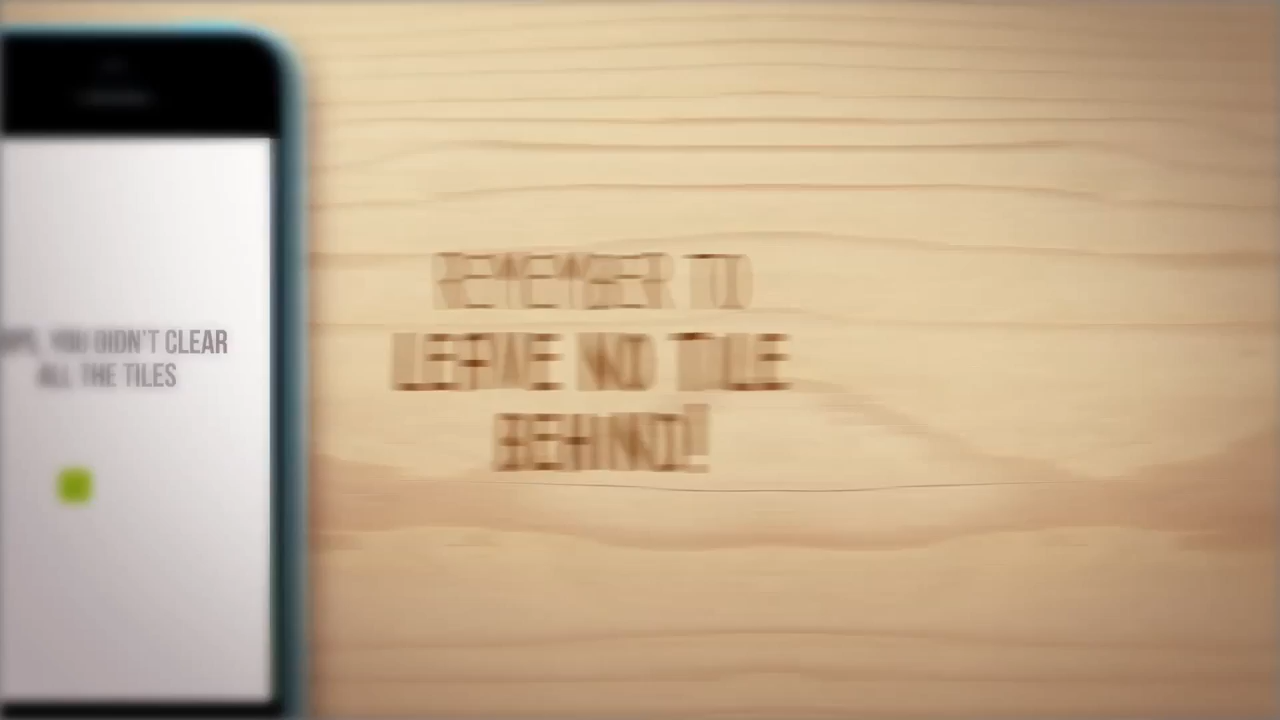 YOU DIDN'T CLEAR
ALL THE TILES
REMEMBER TO
LEAVE NO TILE
BEHIND!